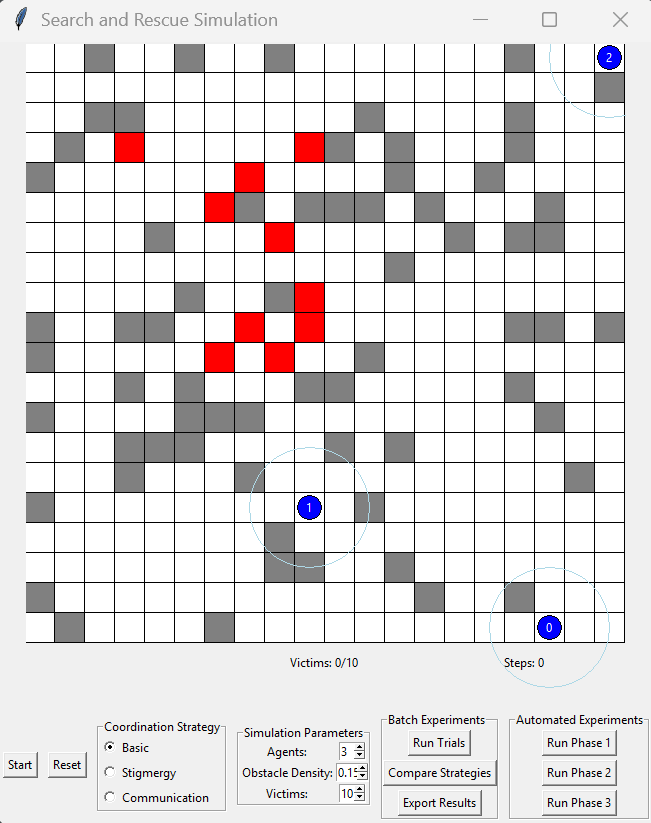 Search and Rescue Simulation
2
1
0
Victims: 0/10
Steps: 0
Start
Reset
Coordination Strategy
Basic
Stigmergy
Communication
Simulation Parameters
Agents: 3
Obstacle Density: 0.15
Victims: 10
Batch Experiments
Run Trials
Compare Strategies
Export Results
Automated Experiments
Run Phase 1
Run Phase 2
Run Phase 3